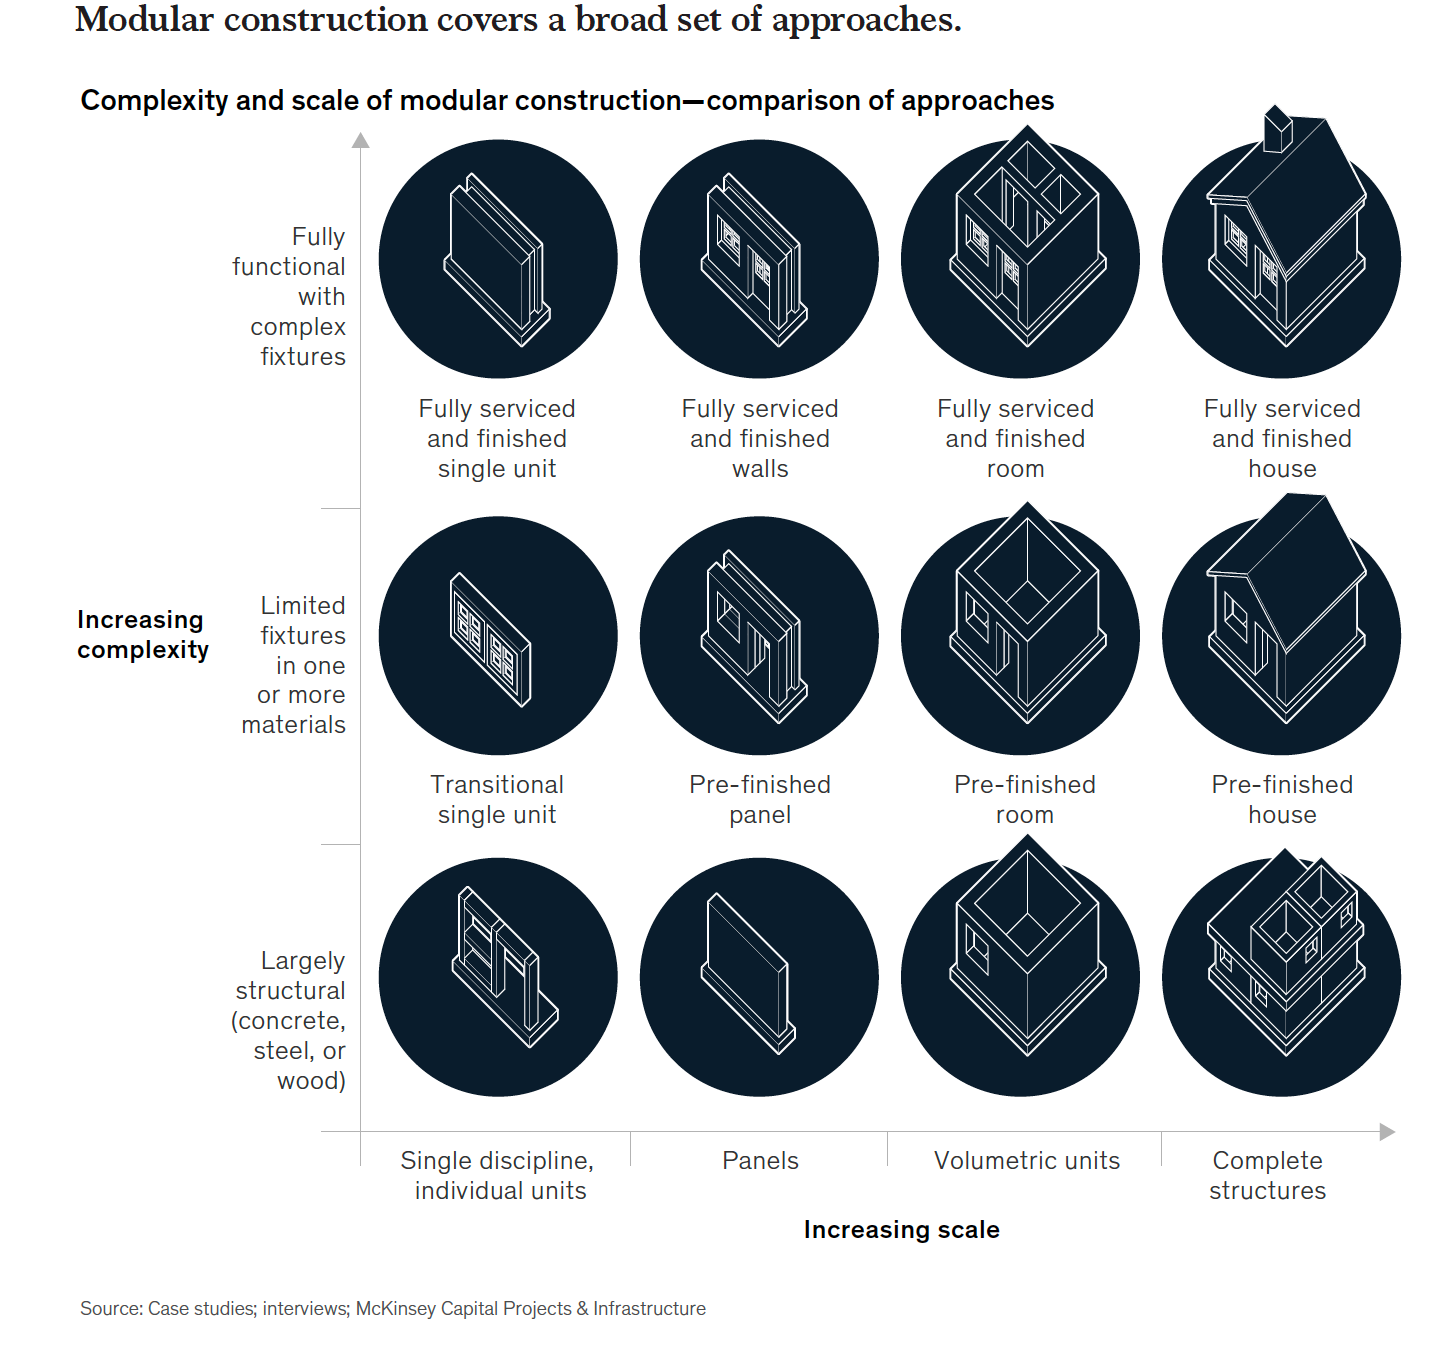 Modular construction covers a broad set of approaches.
Complexity and scale of modular construction—comparison of approaches
Fully
functional
with
complex
fixtures
Fully serviced
and finished
single unit
Fully serviced
and finished
walls
Fully serviced
and finished
room
Fully serviced
and finished
house
Increasing
complexity
Limited
fixtures
in one
or more
materials
Transitional
single unit
Pre-finished
panel
Pre-finished
room
Pre-finished
house
Largely
structural
(concrete,
steel, or
wood)
Single discipline,
individual units
Panels
Volumetric units
Complete
structures
Increasing scale
Source: Case studies; interviews; McKinsey Capital Projects & Infrastructure